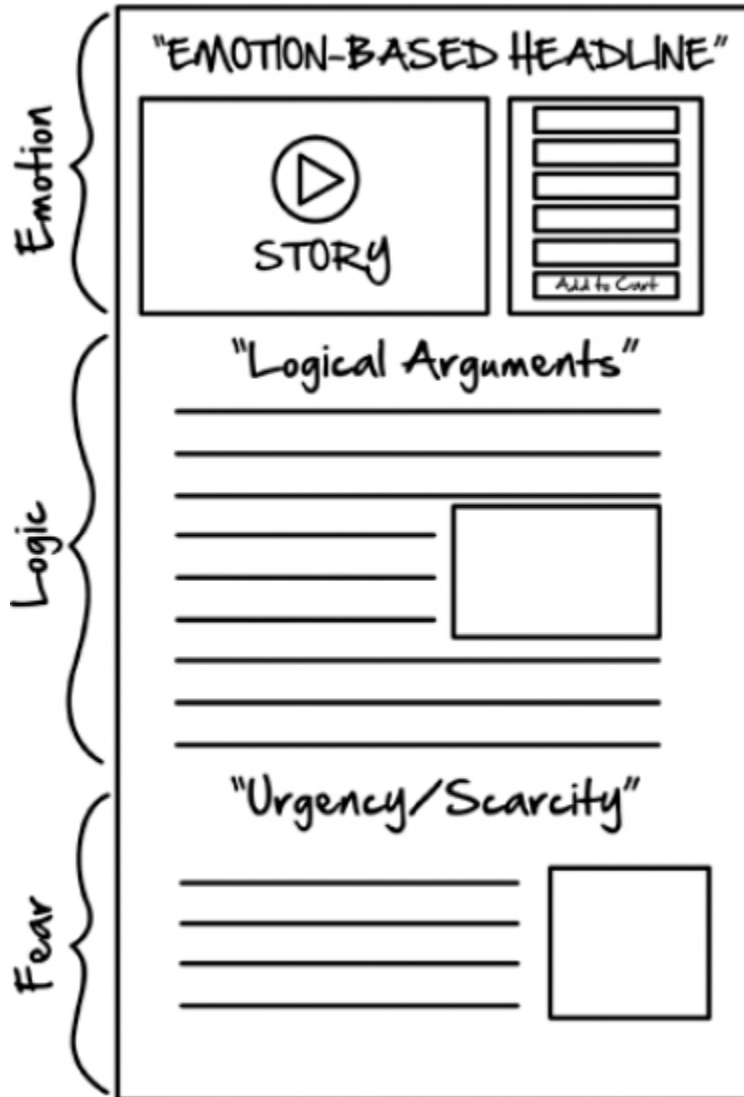 Emotion
"EMOTION-BASED HEADLINE"
STORY
Add to Cart
Logic
"Logical Arguments"
Fear
"Urgency/Scarcity"